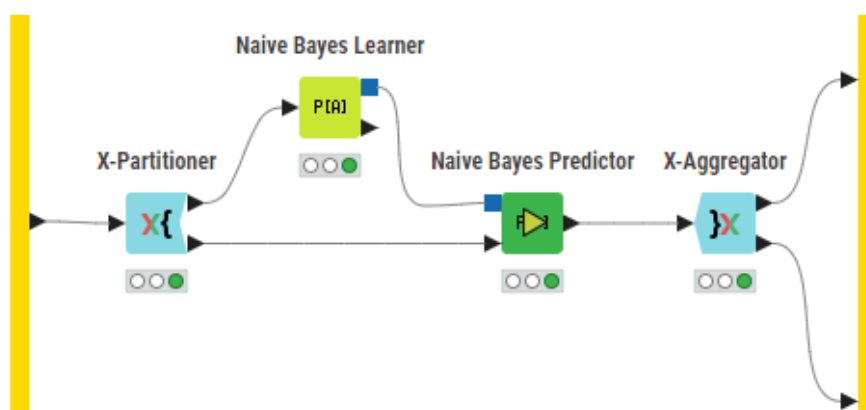 Naive Bayes Learner
P[A]
X-Partitioner
X{
Naive Bayes Predictor
X-Aggregator
}X